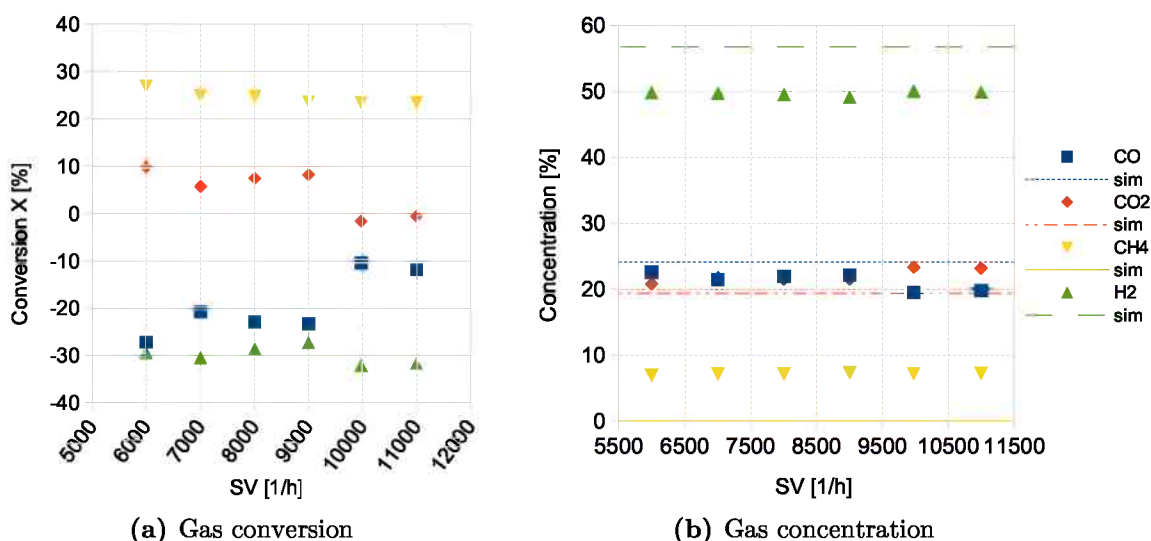 40
30
20
10
0
-10
-20
-30
-40
Conversion X [%]
5000
6000
7000
8000
9000
10000
11000
12000
SV [1/h]
(a) Gas conversion
60
50
40
30
20
10
0
Concentration [%]
5500 6500 7500 8500 9500 10500 11500
SV [1/h]
(b) Gas concentration
CO
sim
CO2
sim
CH4
sim
H2
sim